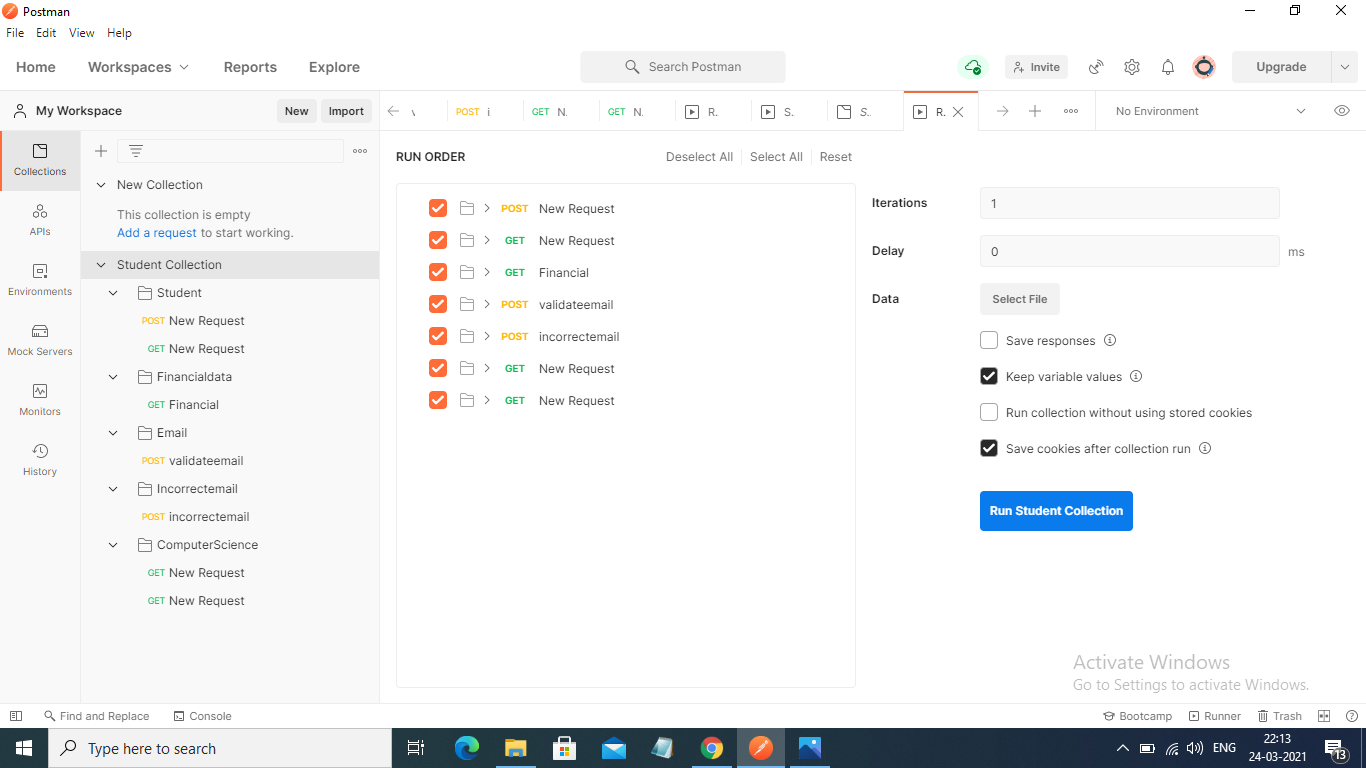 Postman
File Edit View Help
Home Workspaces Reports Explore Search Postman Invite Upgrade
My Workspace New Import
POST i
GET N.
GET N.
R.
S.
S..
R.
No Environment
Collections
APIs
Environments
Mock Servers
Monitors
History
New Collection
This collection is empty
Add a request to start working.
Student Collection
Student
POST New Request
GET New Request
Financialdata
GET Financial
Email
POST validateemail
Incorrectemail
POST incorrectemail
ComputerScience
GET New Request
GET New Request
RUN ORDER Deselect All Select All Reset
POST New Request
GET New Request
GET Financial
POST validateemail
POST incorrectemail
GET New Request
GET New Request
Iterations 1
Delay 0 ms
Data Select File
Save responses
Keep variable values
Run collection without using stored cookies
Save cookies after collection run
Run Student Collection
Activate Windows
Go to Settings to activate Windows.
Find and Replace Console Bootcamp Runner Trash
Type here to search
ENG
22:13
24-03-2021
13